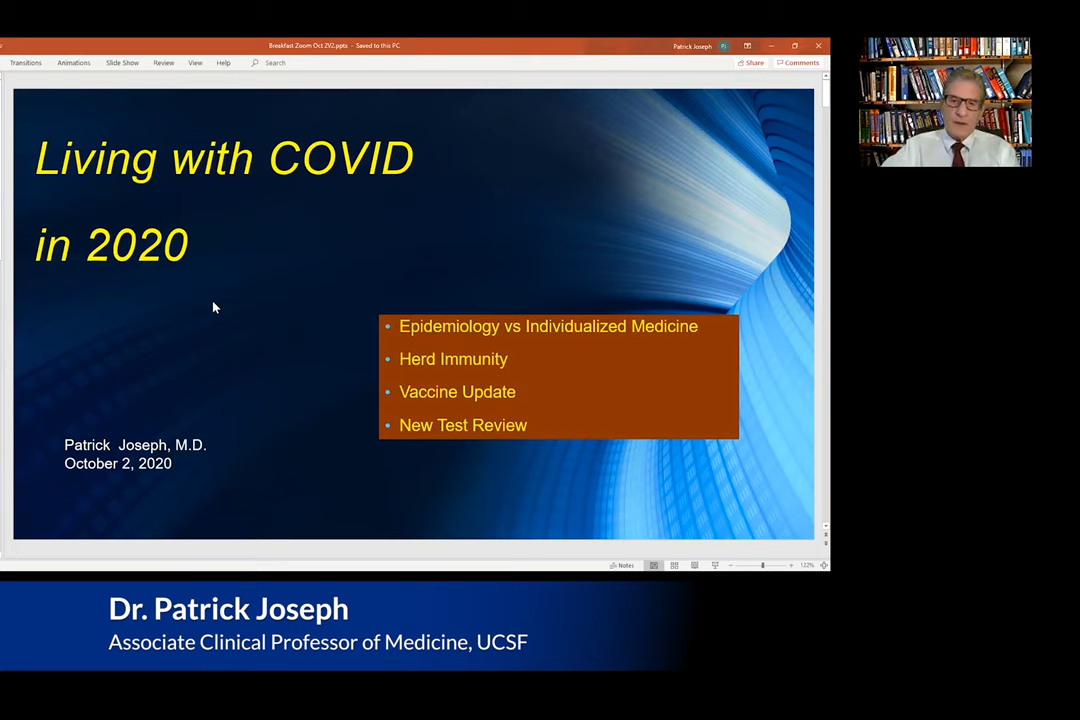 Breakfast Zoom Oct 2V2.pptx - Saved to this PC
Patrick Joseph
PJ
Transitions Animations Slide Show Review View Help Search
Share Comments
Living with COVID
in 2020
• Epidemiology vs Individualized Medicine
• Herd Immunity
• Vaccine Update
• New Test Review
Patrick Joseph, M.D.
October 2, 2020
Notes
122%
Dr. Patrick Joseph
Associate Clinical Professor of Medicine, UCSF